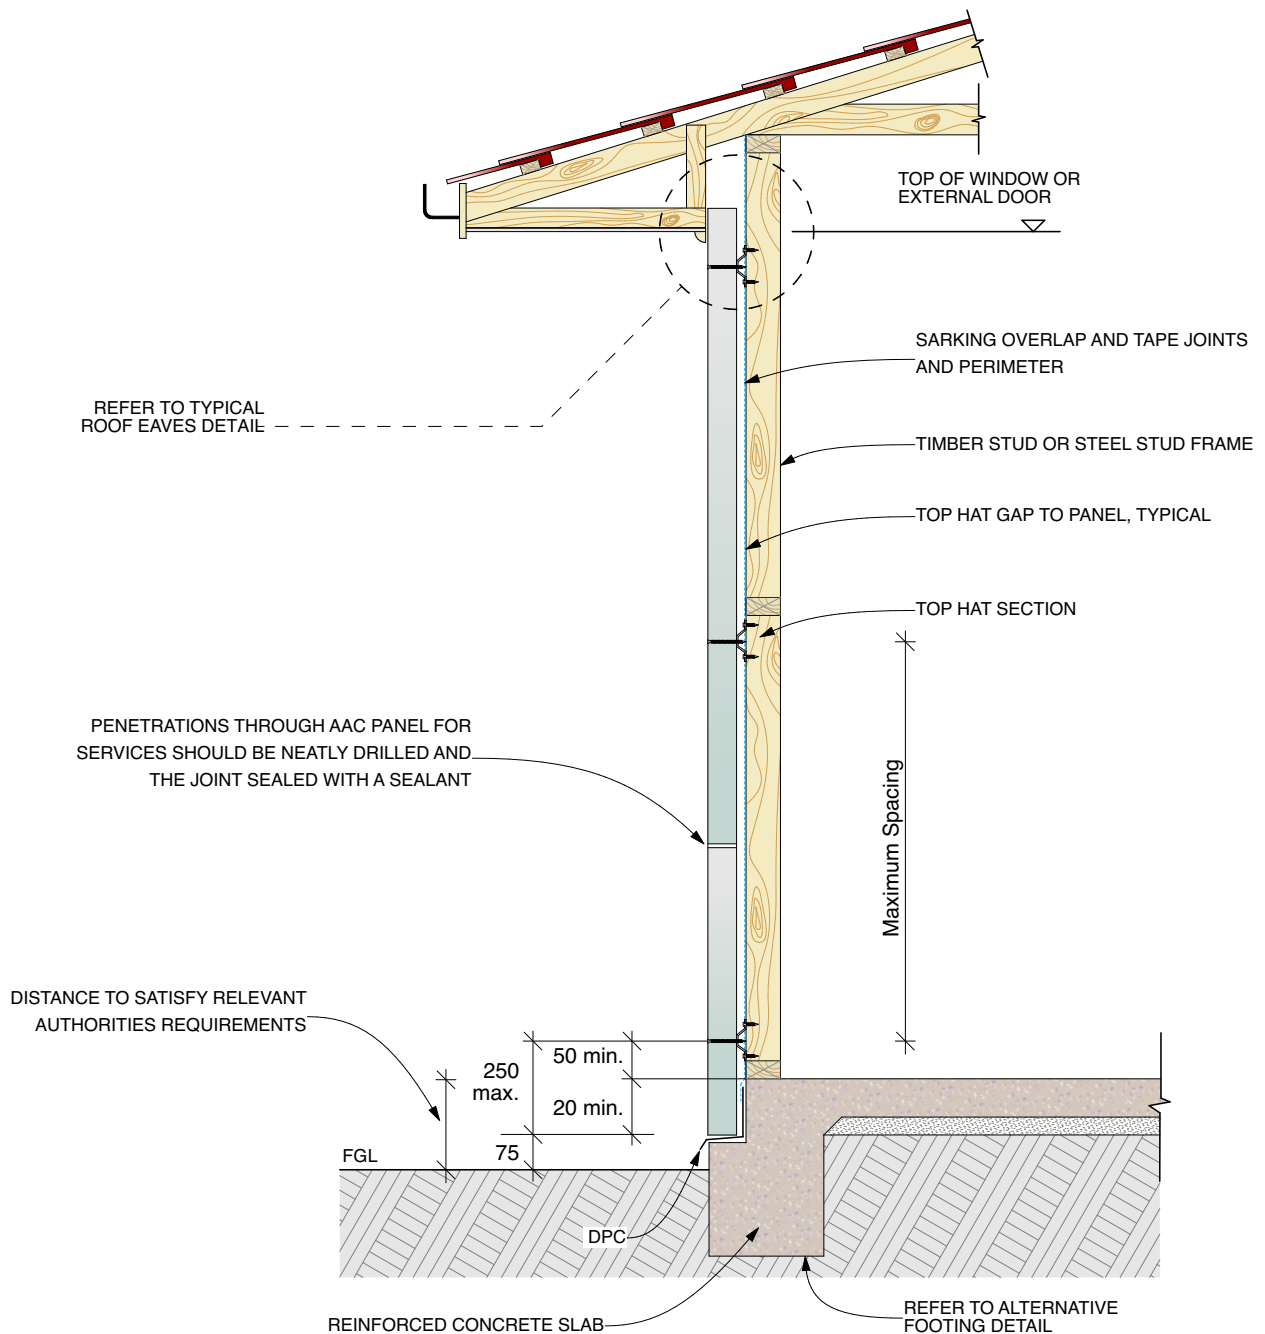 TOP OF WINDOW OR
EXTERNAL DOOR
SARKING OVERLAP AND TAPE JOINTS
AND PERIMETER
REFER TO TYPICAL
ROOF EAVES DETAIL
TIMBER STUD OR STEEL STUD FRAME
TOP HAT GAP TO PANEL, TYPICAL
TOP HAT SECTION
PENETRATIONS THROUGH AAC PANEL FOR
SERVICES SHOULD BE NEATLY DRILLED AND
THE JOINT SEALED WITH A SEALANT
Maximum Spacing
DISTANCE TO SATISFY RELEVANT
AUTHORITIES REQUIREMENTS
50 min.
250
max.
20 min.
75
FGL
DPC
REINFORCED CONCRETE SLAB
REFER TO ALTERNATIVE
FOOTING DETAIL